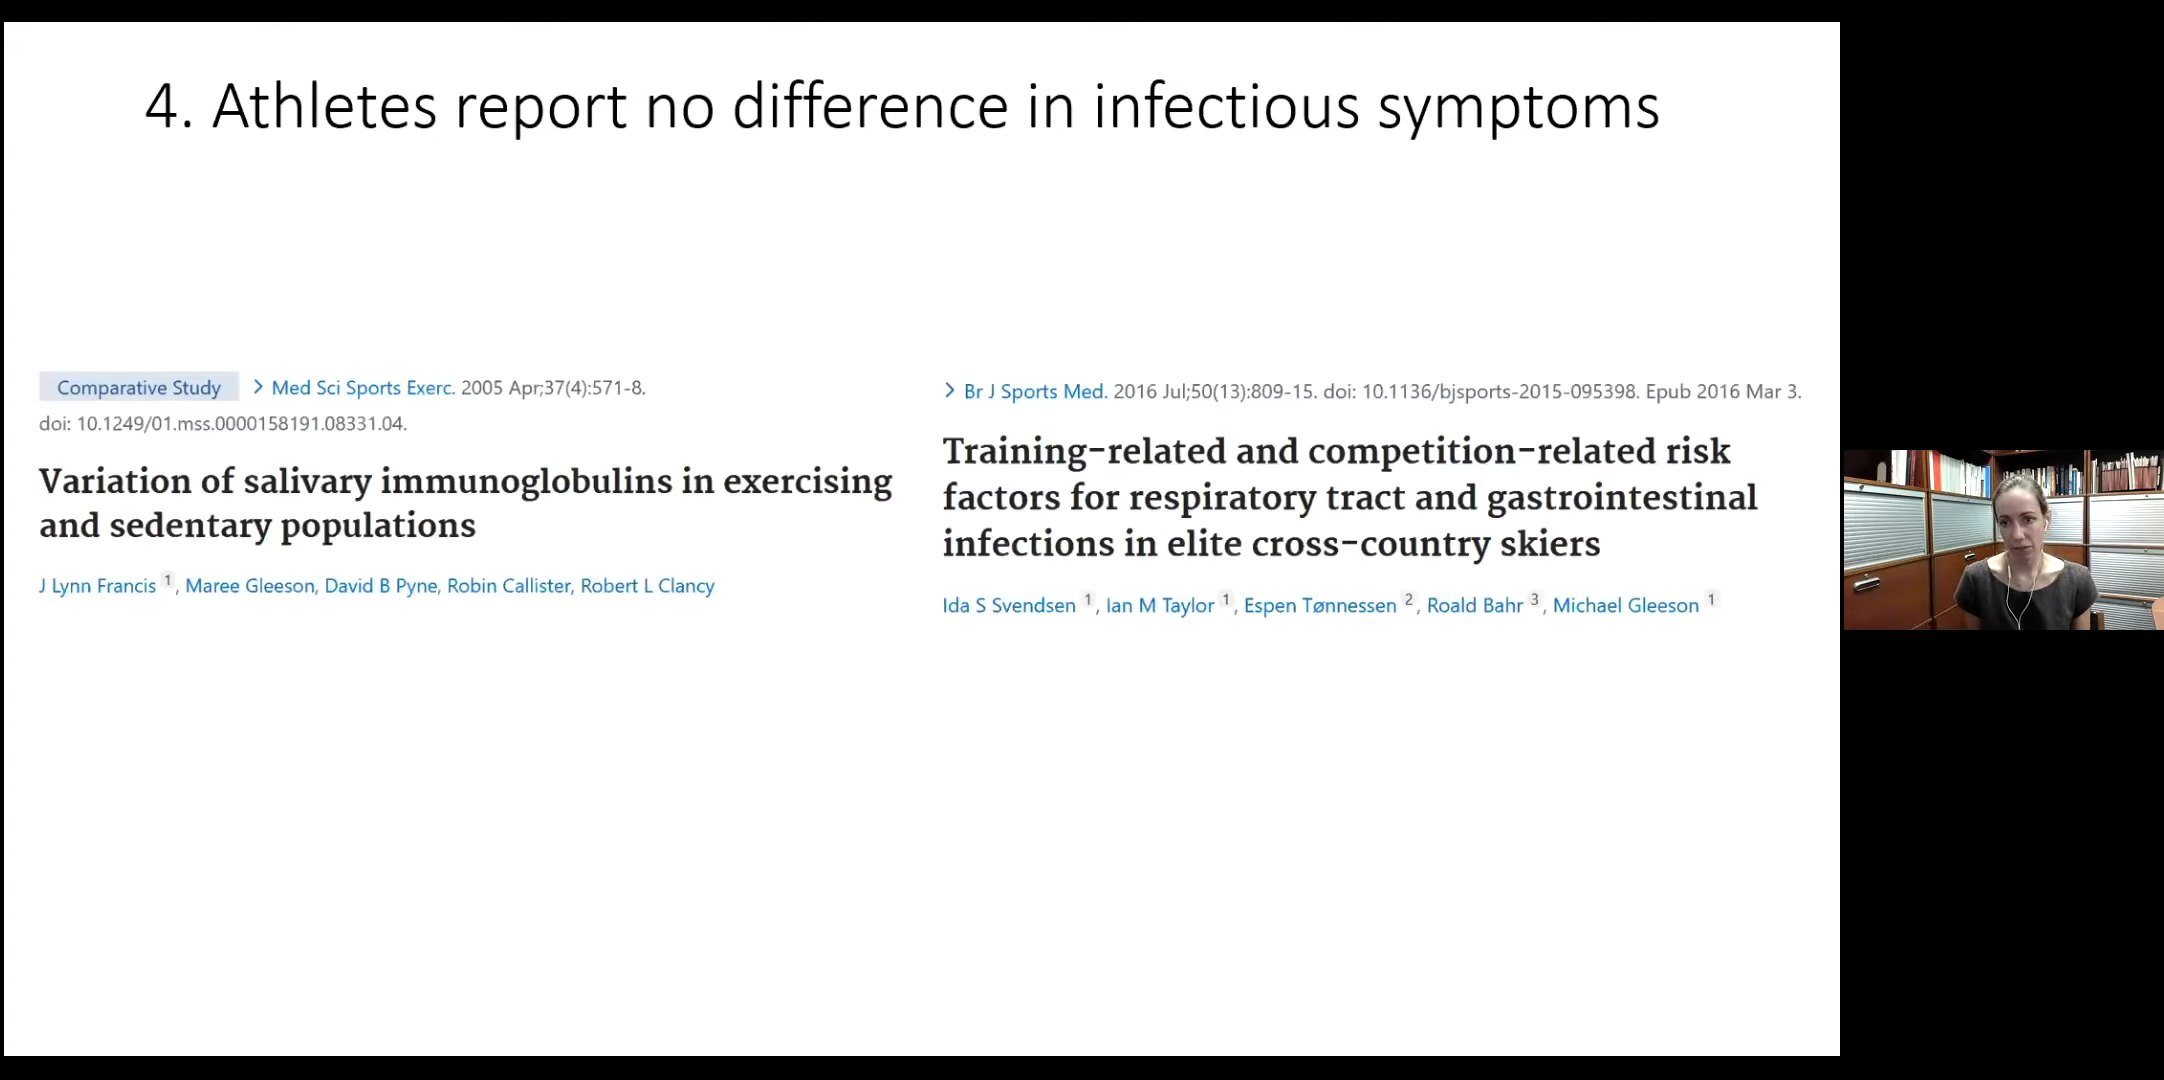 4. Athletes report no difference in infectious symptoms
Comparative Study > Med Sci Sports Exerc. 2005 Apr;37(4):571-8.
doi: 10.1249/01.mss.0000158191.08331.04.
Variation of salivary immunoglobulins in exercising
and sedentary populations
J Lynn Francis 1, Maree Gleeson, David B Pyne, Robin Callister, Robert L Clancy
> Br J Sports Med. 2016 Jul;50(13):809-15. doi: 10.1136/bjsports-2015-095398. Epub 2016 Mar 3.
Training-related and competition-related risk
factors for respiratory tract and gastrointestinal
infections in elite cross-country skiers
Ida S Svendsen 1, Ian M Taylor 1, Espen Tønnessen 2, Roald Bahr 3, Michael Gleeson 1